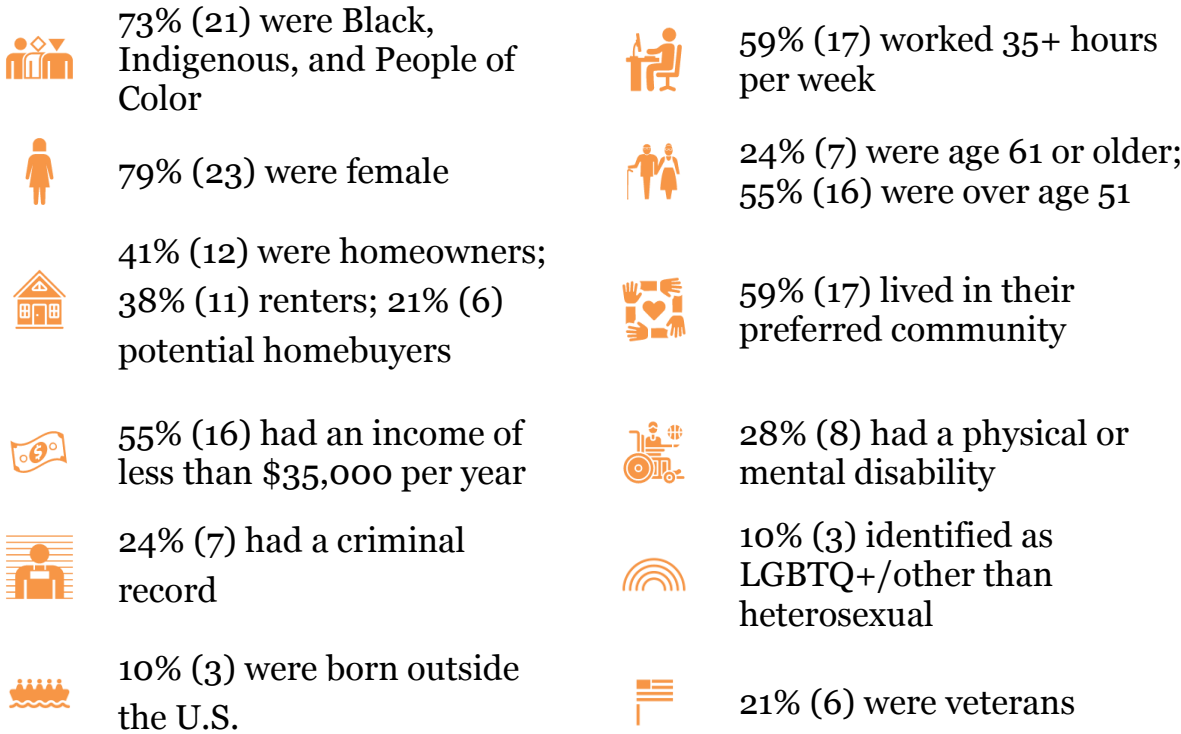 73% (21) were Black,
Indigenous, and People of
Color
79% (23) were female
41% (12) were homeowners;
38% (11) renters; 21% (6)
potential homebuyers
55% (16) had an income of
less than $35,000 per year
24% (7) had a criminal
record
10% (3) were born outside
the U.S.
59% (17) worked 35+ hours
per week
24% (7) were age 61 or older;
55% (16) were over age 51
59% (17) lived in their
preferred community
28% (8) had a physical or
mental disability
10% (3) identified as
LGBTQ+/other than
heterosexual
21% (6) were veterans